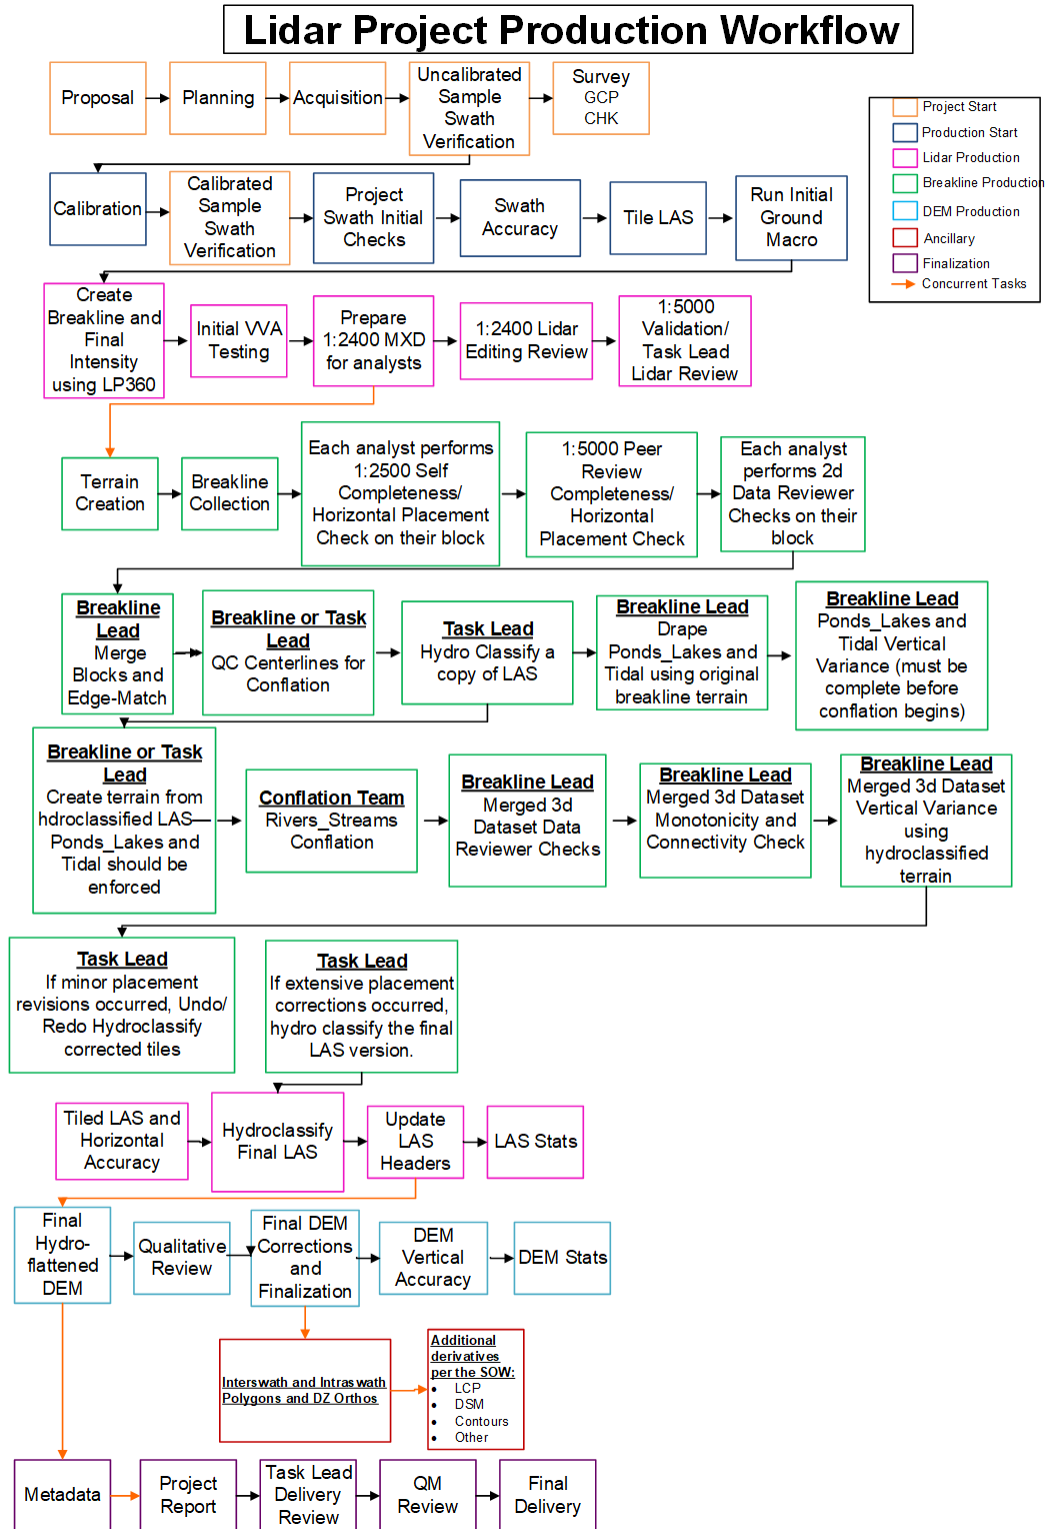 Lidar Project Production Workflow
Proposal
Planning
Acquisition
Uncalibrated
Sample
Swath
Verification
Survey
GCP
CHK
Project Start
Production Start
Lidar Production
Breakline Production
DEM Production
Ancillary
Finalization
Concurrent Tasks
Calibration
Calibrated
Sample
Swath
Verification
Project
Swath Initial
Checks
Swath
Accuracy
Tile LAS
Run Initial
Ground
Macro
Create
Breakline and
Final
Intensity
using LP360
Initial VVA
Testing
Prepare
1:2400 MXD
for analysts
1:2400 Lidar
Editing Review
1:5000
Validation/
Task Lead
Lidar Review
Terrain
Creation
Breakline
Collection
Each analyst performs
1:2500 Self
Completeness/
Horizontal Placement
Check on their block
1:5000 Peer
Review
Completeness/
Horizontal
Placement Check
Each analyst
performs 2d
Data Reviewer
Checks on their
block
Breakline
Lead
Merge
Blocks and
Edge-Match
Breakline or Task
Lead
QC Centerlines for
Conflation
Task Lead
Hydro Classify a
copy of LAS
Breakline Lead
Drape
Ponds_Lakes and
Tidal using original
breakline terrain
Breakline Lead
Ponds_Lakes and
Tidal Vertical
Variance (must be
complete before
conflation begins)
Breakline or Task
Lead
Create terrain from
hdroclassified LAS—
Ponds_Lakes and
Tidal should be
enforced
Conflation Team
Rivers_Streams
Conflation
Breakline Lead
Merged 3d
Dataset Data
Reviewer Checks
Breakline Lead
Merged 3d Dataset
Monotonicity and
Connectivity Check
Breakline Lead
Merged 3d Dataset
Vertical Variance
using
hydroclassified
terrain
Task Lead
If minor placement
revisions occurred, Undo/
Redo Hydroclassify
corrected tiles
Task Lead
If extensive placement
corrections occurred,
hydro classify the final
LAS version.
Tiled LAS and
Horizontal
Accuracy
Hydroclassify
Final LAS
Update
LAS
Headers
LAS Stats
Final
Hydro-
flattened
DEM
Qualitative
Review
Final DEM
Corrections
and
Finalization
DEM
Vertical
Accuracy
DEM Stats
Interswath and Intraswath
Polygons and DZ Orthos
Additional
derivatives
per the SOW:
• LCP
• DSM
• Contours
• Other
Metadata
Project
Report
Task Lead
Delivery
Review
QM
Review
Final
Delivery